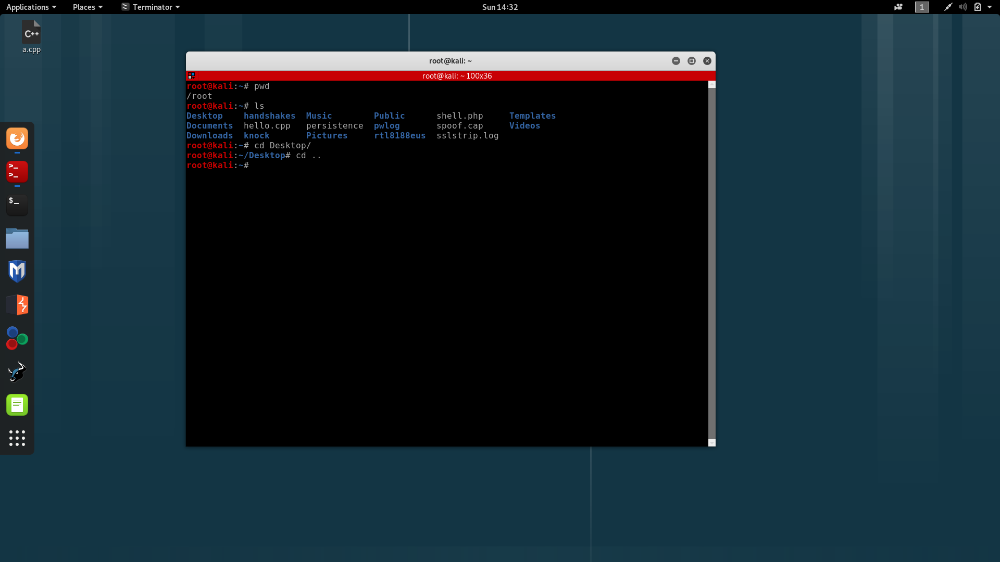 Applications Places Terminator Sun 14:32 1
C++
a.cpp
root@kali: ~
root@kali: ~ 100x36
root@kali:~# pwd
/root
root@kali:~# ls
Desktop handshakes Music Public shell.php Templates
Documents hello.cpp persistence pwlog spoof.cap Videos
Downloads knock Pictures rtl8188eus sslstrip.log
root@kali:~# cd Desktop/
root@kali:~/Desktop# cd ..
root@kali:~#